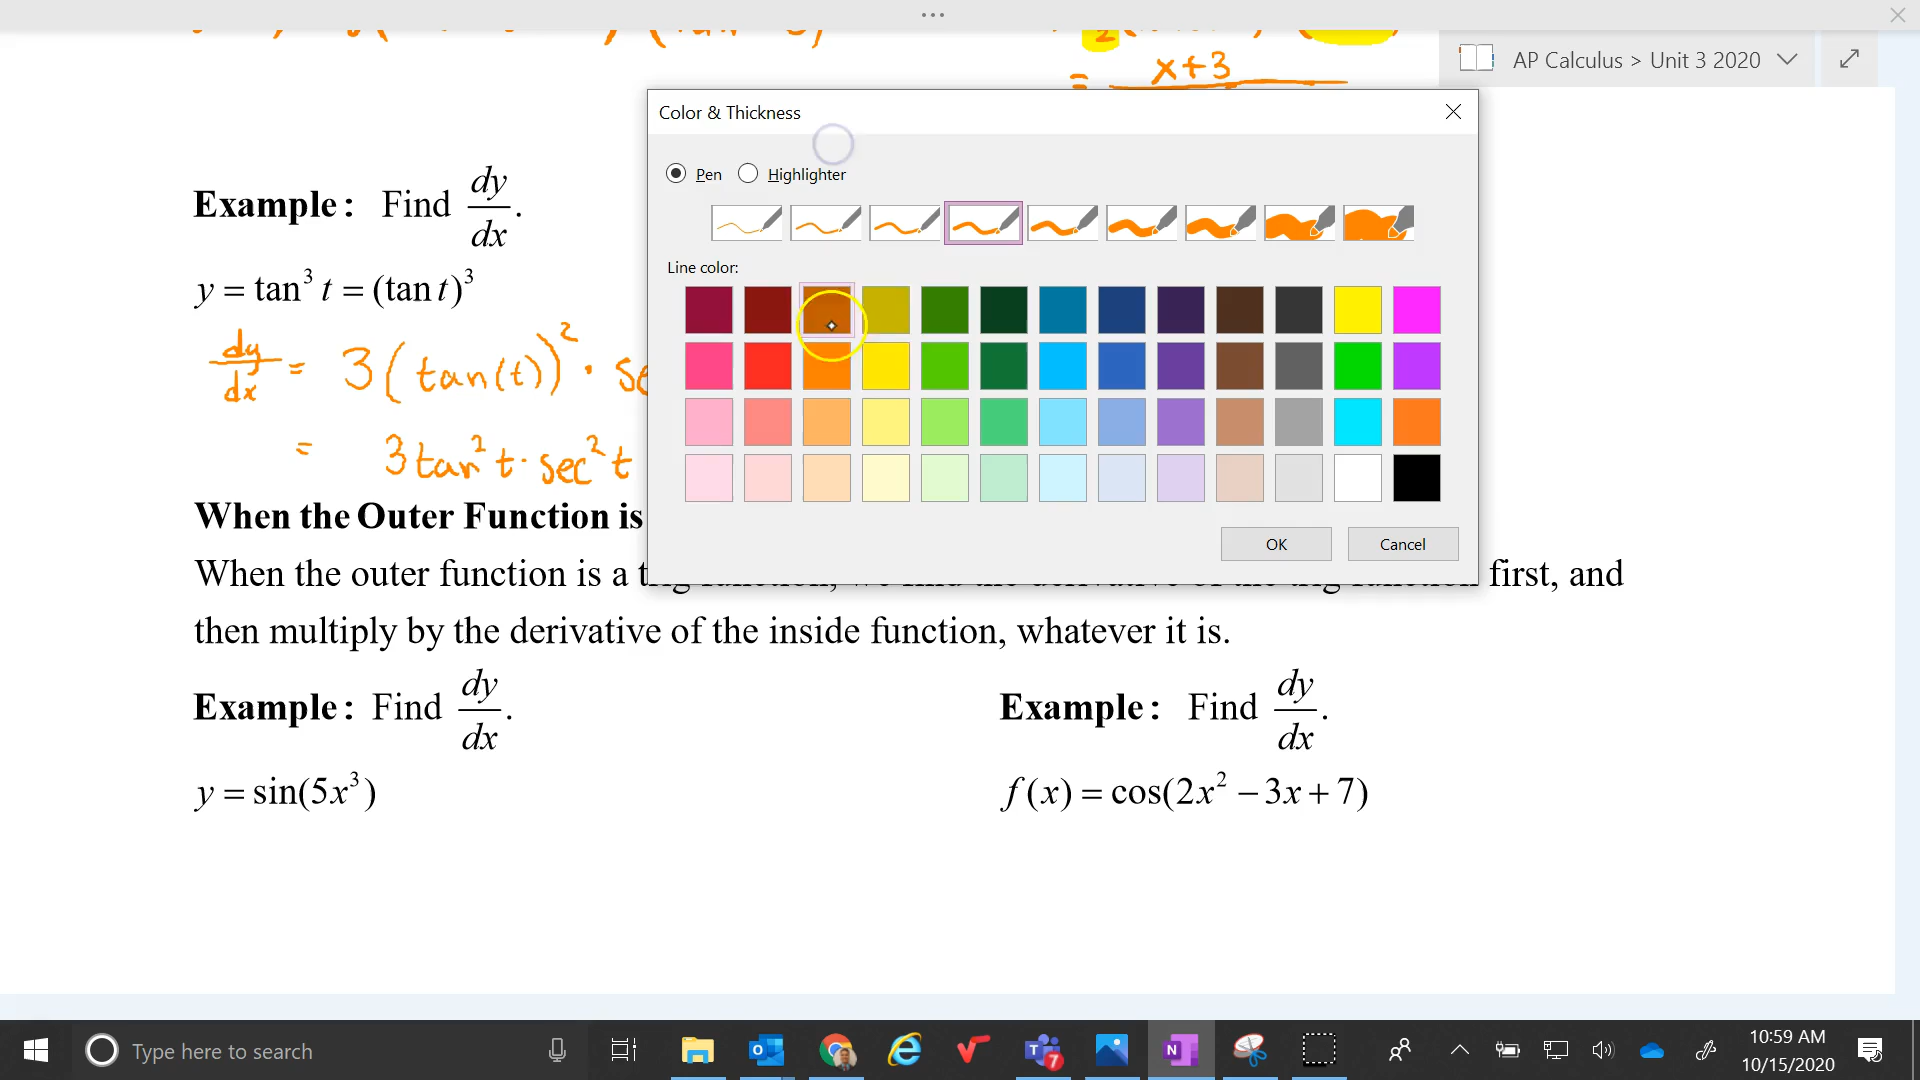 AP Calculus > Unit 3 2020
x+3
=
Color & Thickness
Pen
Highlighter
Line color:
OK
Cancel
Example: Find dy/dx.
y = tan³ t = (tan t)³
dy/dx = 3(tan(t))² · se
= 3tan² t · sec² t
When the Outer Function is
When the outer function is a first, and
then multiply by the derivative of the inside function, whatever it is.
Example: Find dy/dx.
y = sin(5x³)
Example: Find dy/dx.
f(x) = cos(2x² − 3x + 7)
Type here to search
7
10:59 AM
10/15/2020